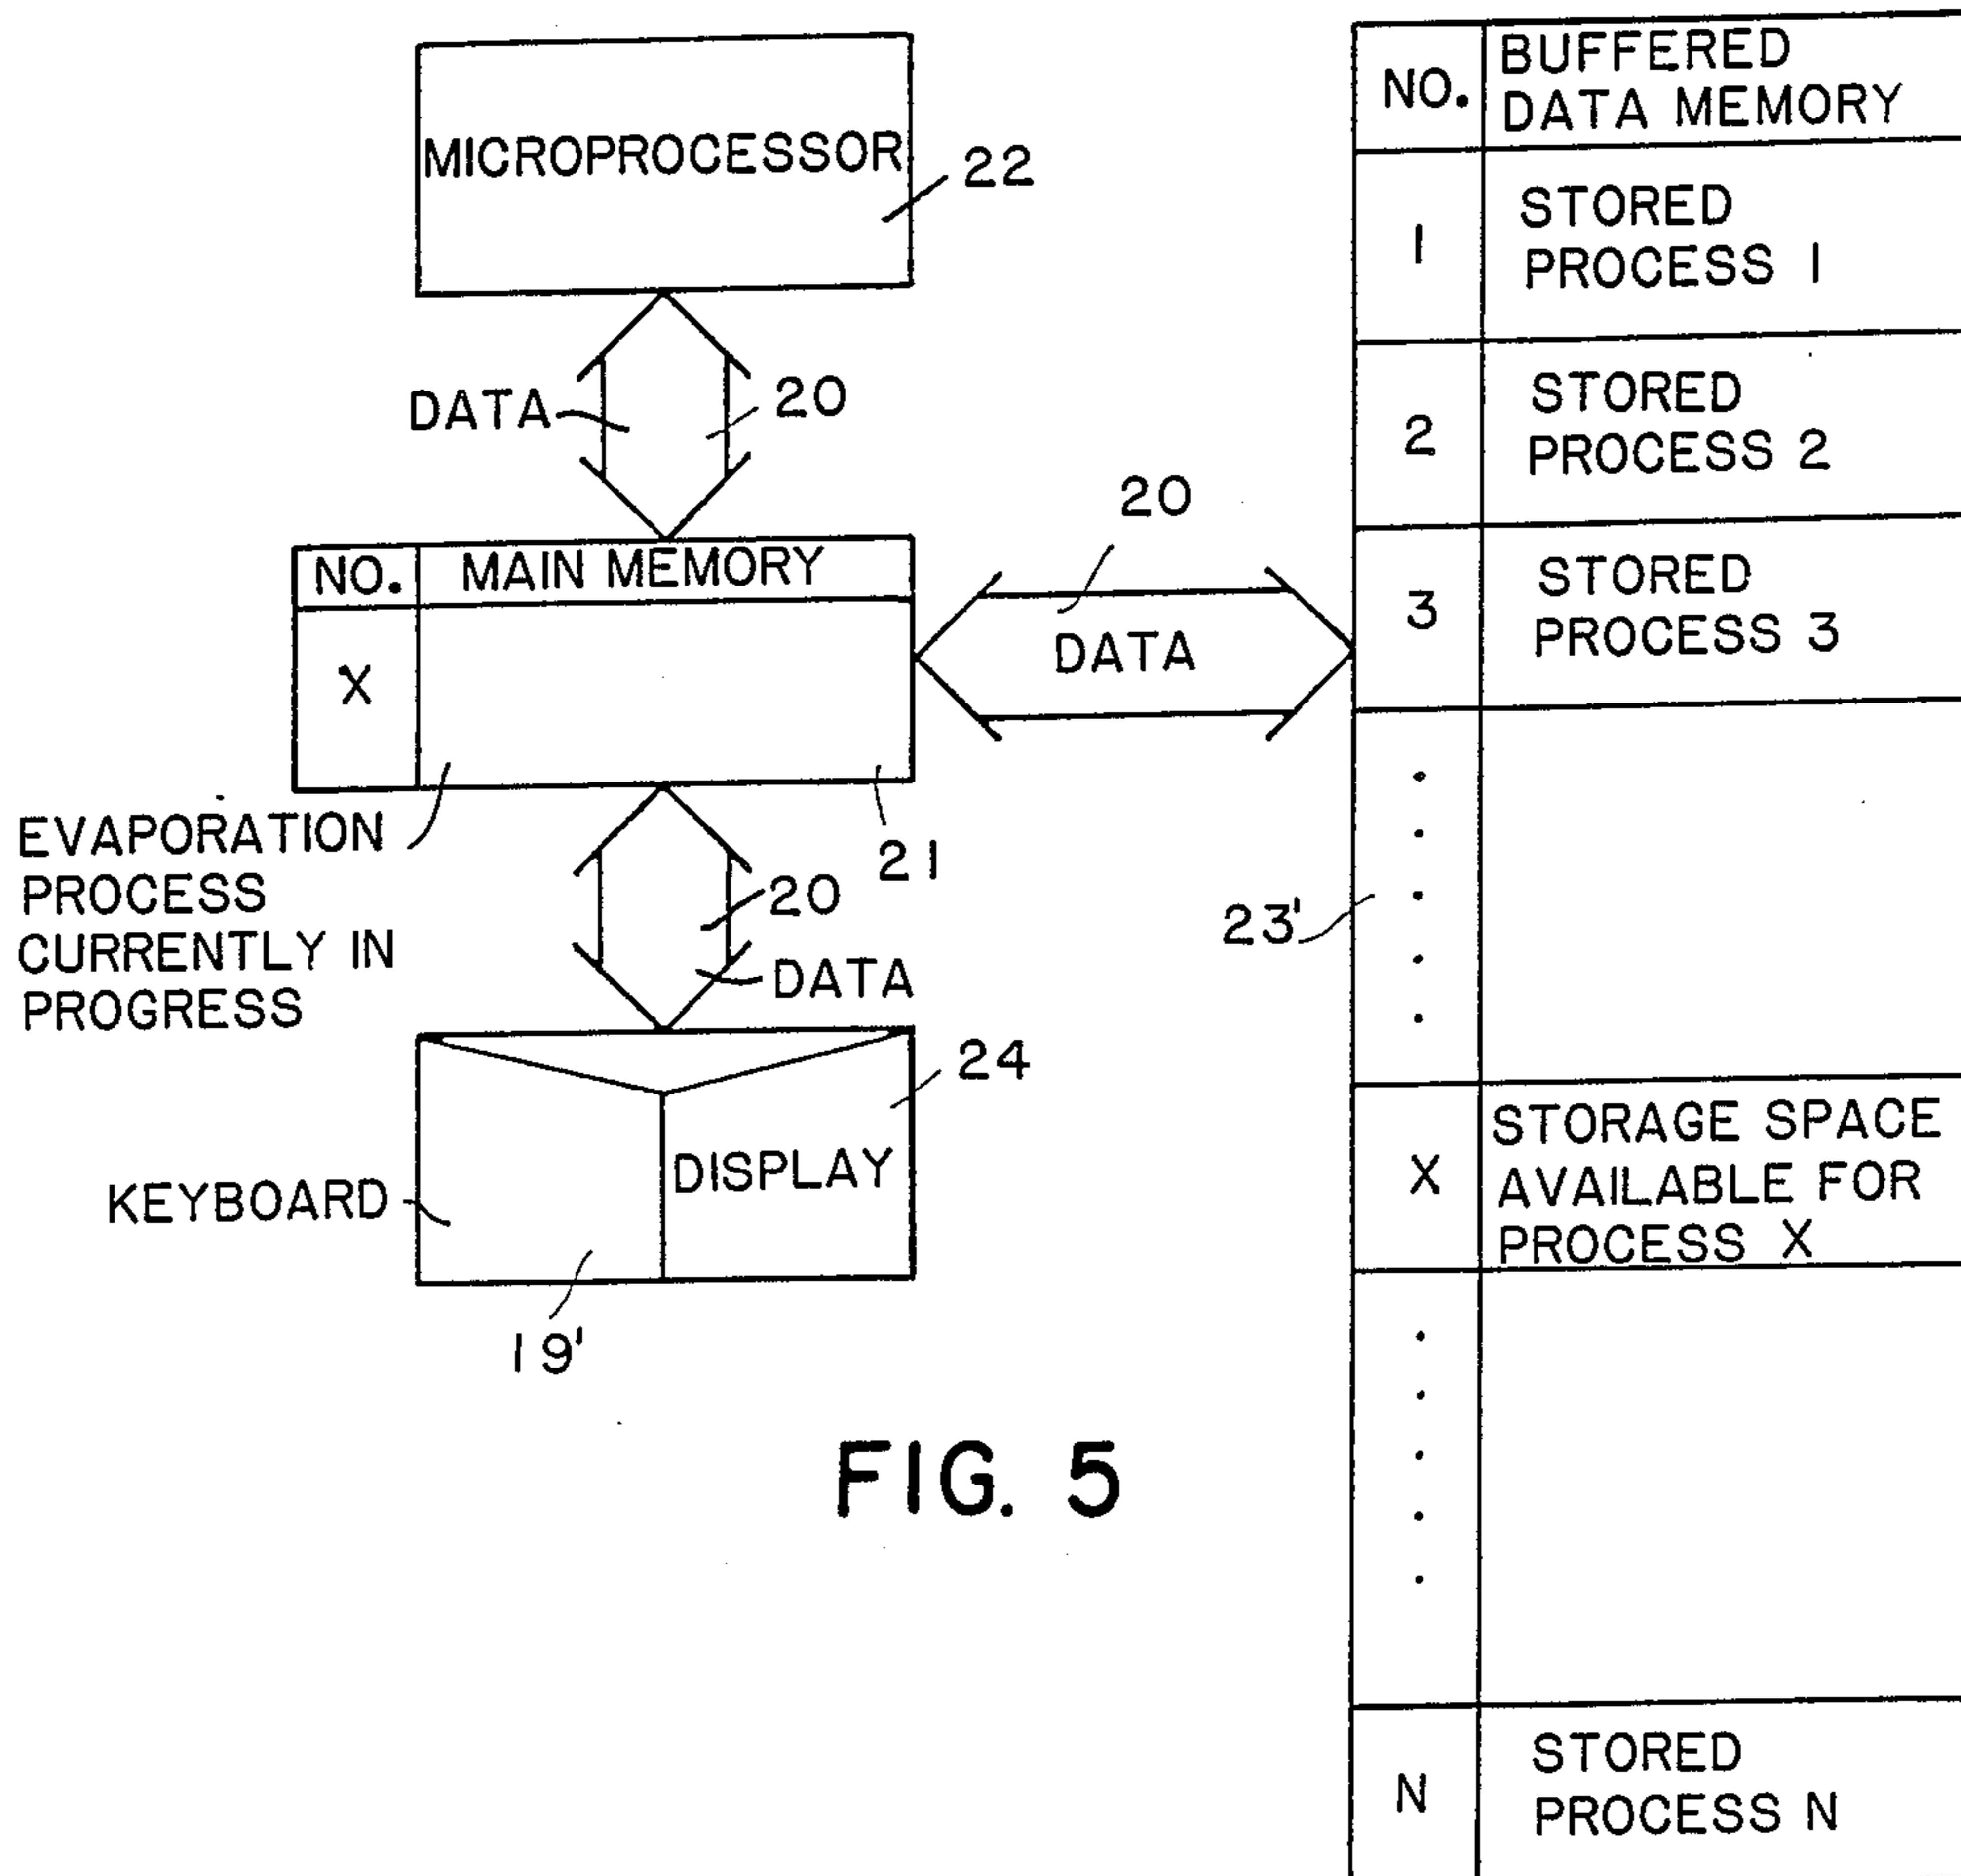 MICROPROCESSOR
22
DATA
20
NO.
MAIN MEMORY
X
20
DATA
EVAPORATION
PROCESS
CURRENTLY IN
PROGRESS
21
20
DATA
24
KEYBOARD
DISPLAY
19'
FIG. 5
NO.
BUFFERED
DATA MEMORY
1
STORED
PROCESS 1
2
STORED
PROCESS 2
3
STORED
PROCESS 3
23'
X
STORAGE SPACE
AVAILABLE FOR
PROCESS X
N
STORED
PROCESS N